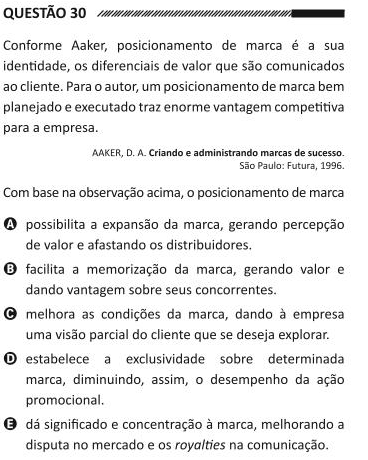 QUESTÃO 30
Conforme Aaker, posicionamento de marca é a sua
identidade, os diferenciais de valor que são comunicados
ao cliente. Para o autor, um posicionamento de marca bem
planejado e executado traz enorme vantagem competitiva
para a empresa.
AAKER, D. A. Criando e administrando marcas de sucesso.
São Paulo: Futura, 1996.
Com base na observação acima, o posicionamento de marca
A possibilita a expansão da marca, gerando percepção
de valor e afastando os distribuidores.
B facilita a memorização da marca, gerando valor e
dando vantagem sobre seus concorrentes.
C melhora as condições da marca, dando à empresa
uma visão parcial do cliente que se deseja explorar.
D estabelece a exclusividade sobre determinada
marca, diminuindo, assim, o desempenho da ação
promocional.
E dá significado e concentração à marca, melhorando a
disputa no mercado e os royalties na comunicação.